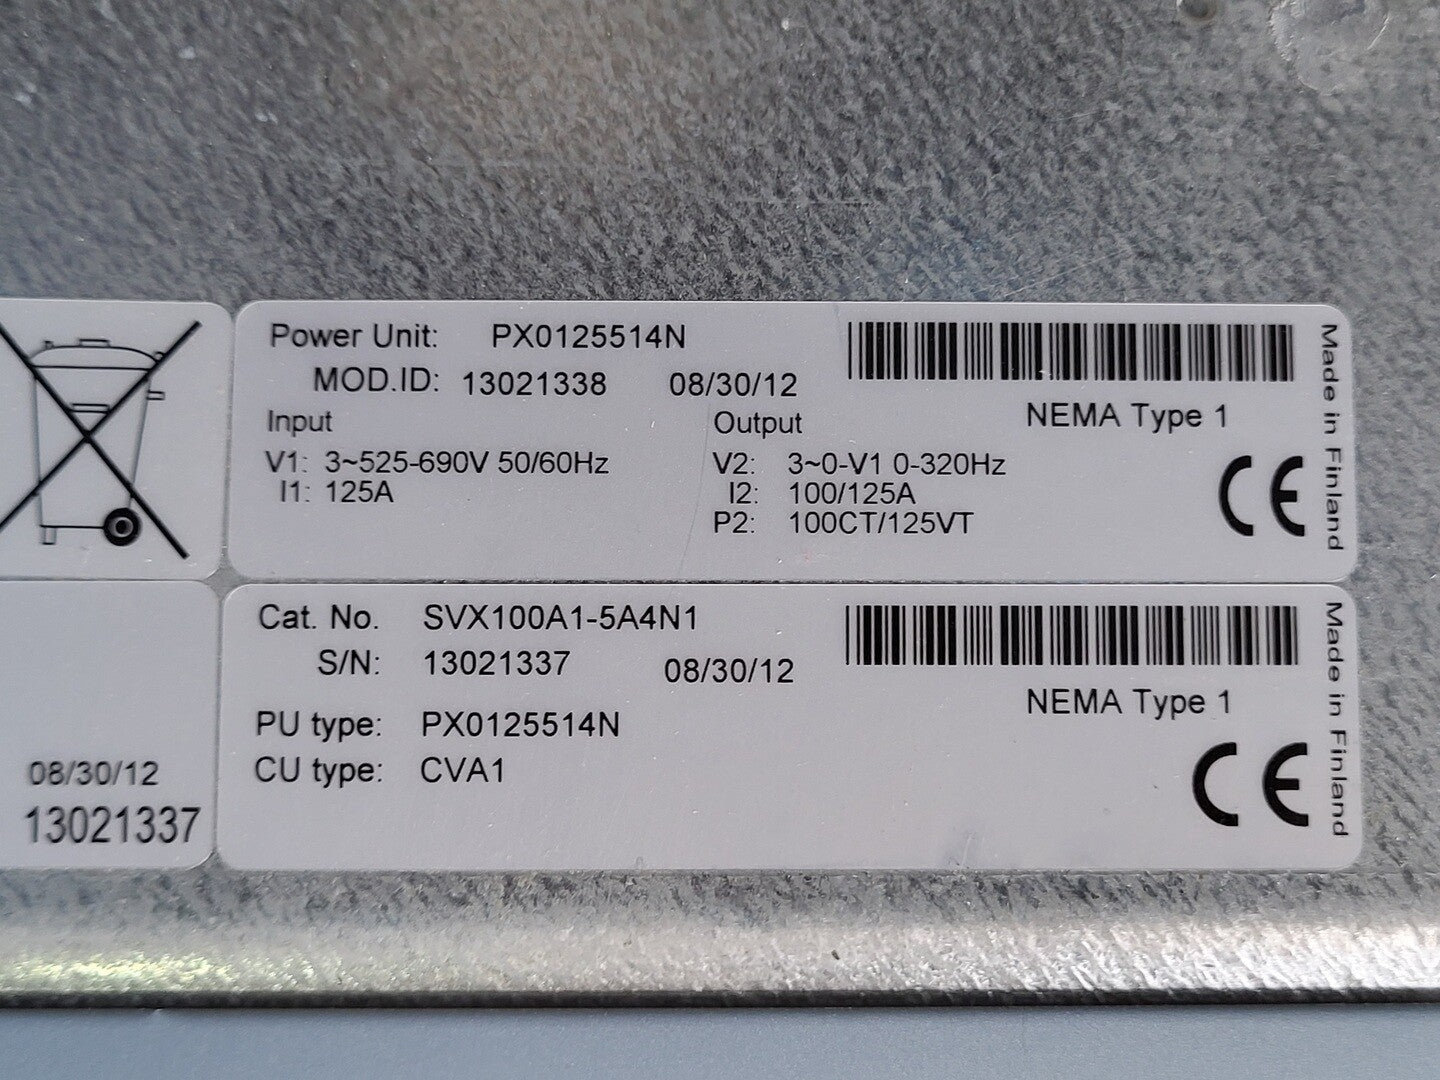 Power Unit: PX0125514N
MOD.ID: 13021338 08/30/12
NEMA Type 1
Input
V1: 3~525-690V 50/60Hz
I1: 125A
Output
V2: 3~0-V1 0-320Hz
I2: 100/125A
P2: 100CT/125VT
CE
Made in Finland
Cat. No. SVX100A1-5A4N1
S/N: 13021337 08/30/12
NEMA Type 1
PU type: PX0125514N
CU type: CVA1
CE
Made in Finland
08/30/12
13021337